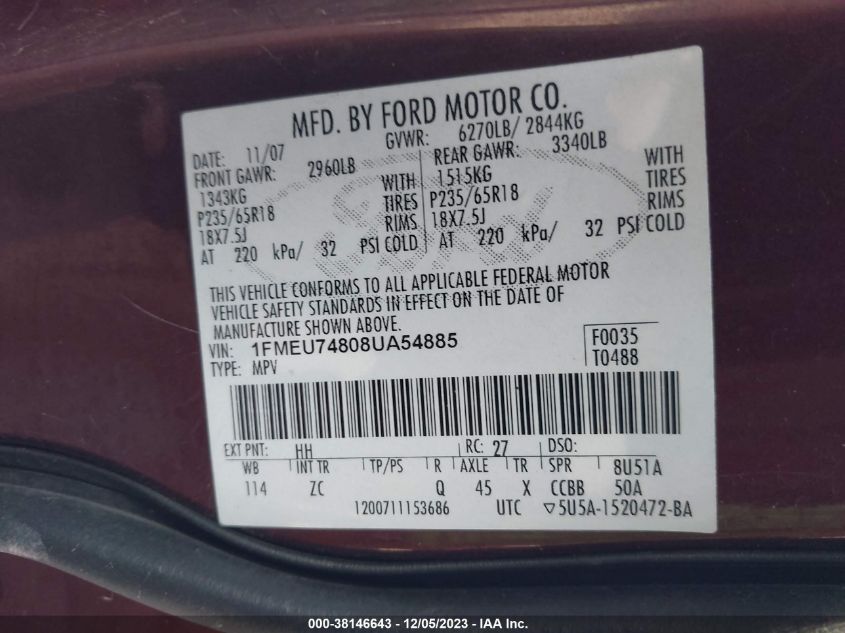 MFD. BY FORD MOTOR CO.
DATE: 11/07 GVWR: 6270LB/ 2844KG
FRONT GAWR: 2960LB REAR GAWR: 3340LB
1343KG WITH 1515KG WITH
P235/65R18 TIRES P235/65R18 TIRES
18X7.5J RIMS 18X7.5J RIMS
AT 220 kPa/ 32 PSI COLD AT 220 kPa/ 32 PSI COLD
Ford
THIS VEHICLE CONFORMS TO ALL APPLICABLE FEDERAL MOTOR
VEHICLE SAFETY STANDARDS IN EFFECT ON THE DATE OF
MANUFACTURE SHOWN ABOVE.
VIN: 1FMEU74808UA54885 F0035
TYPE: MPV T0488
EXT PNT: HH RC: 27 DSO:
WB INT TR TP/PS R AXLE TR SPR 8U51A
114 ZC Q 45 X CCBB 50A
1200711153686 UTC ▽5U5A-1520472-BA
000-38146643 - 12/05/2023 - IAA Inc.